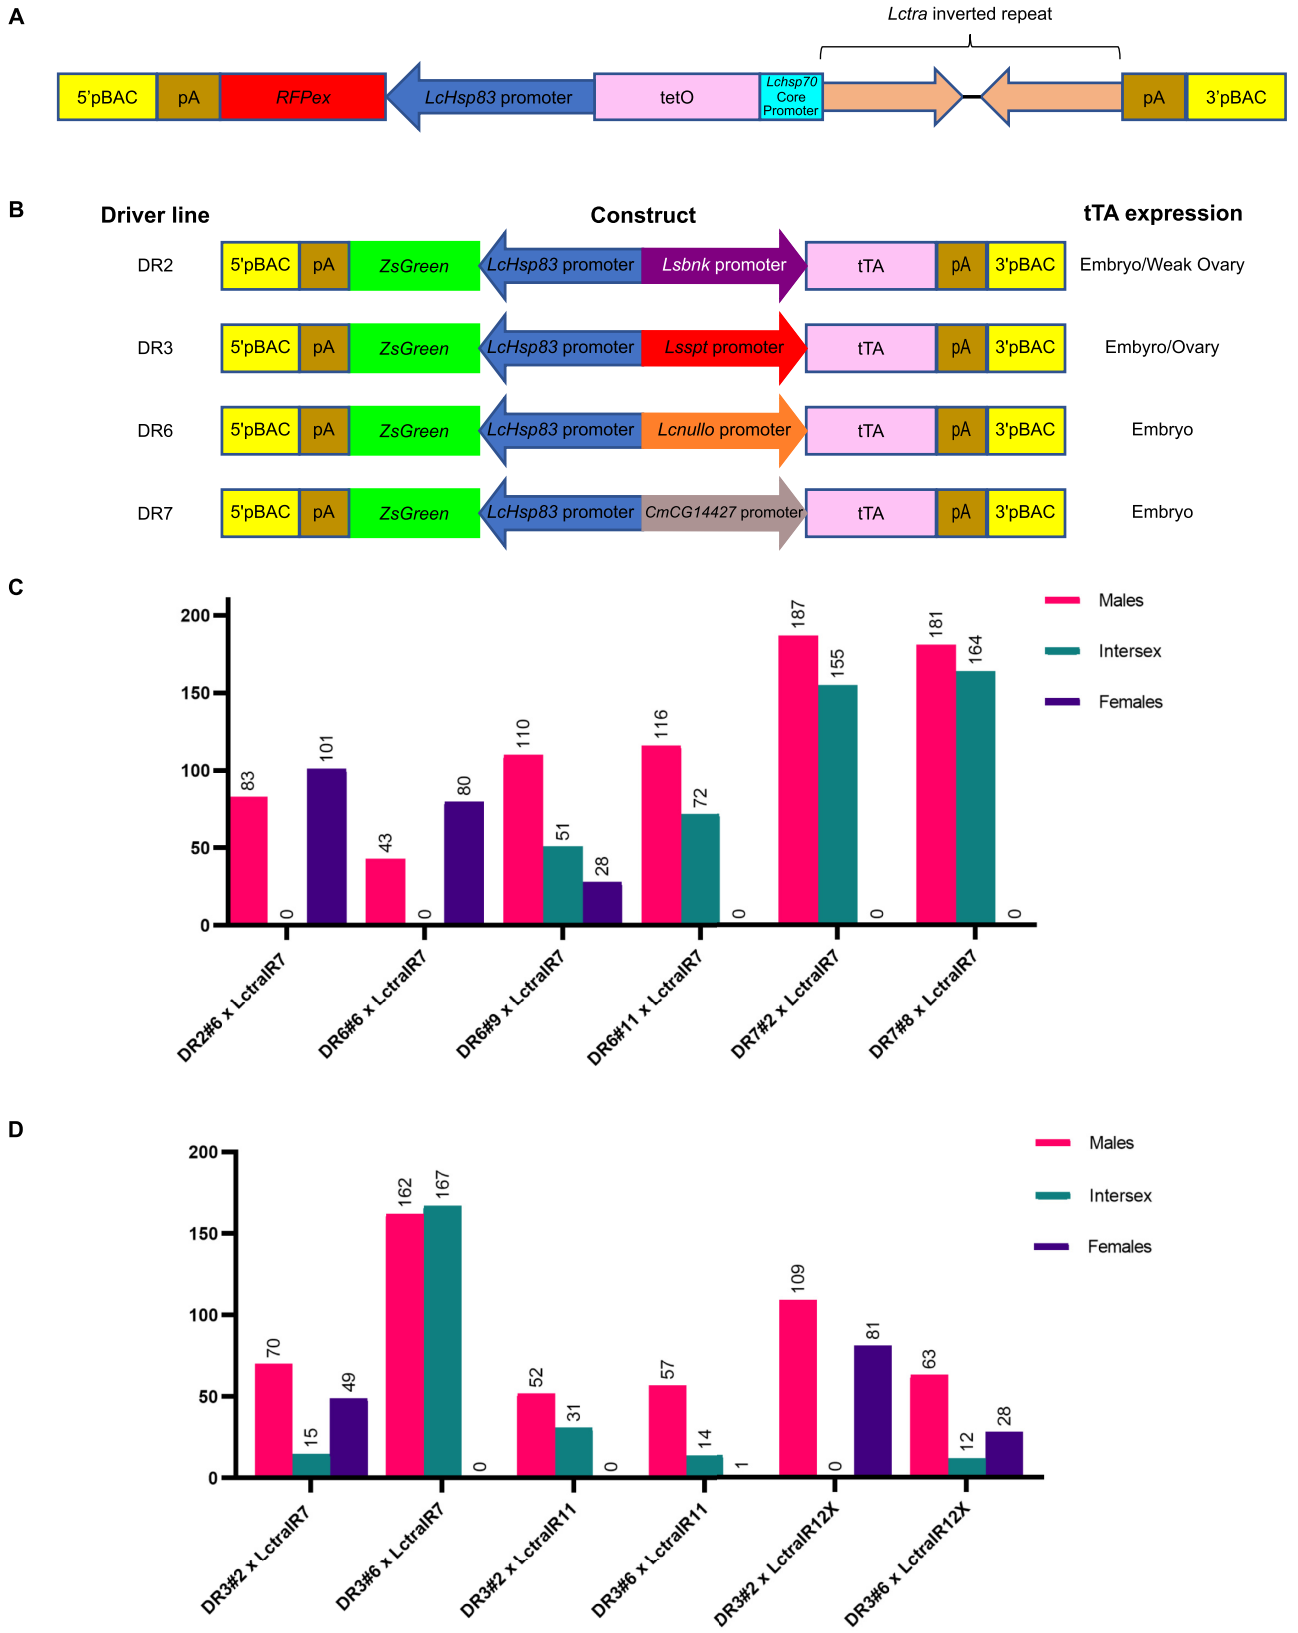 A
Lctra inverted repeat
5'pBAC pA RFPex LcHsp83 promoter tetO Lchsp70 Core Promoter pA 3'pBAC
B
Driver line Construct tTA expression
DR2 5'pBAC pA ZsGreen LcHsp83 promoter Lsbnk promoter tTA pA 3'pBAC Embryo/Weak Ovary
DR3 5'pBAC pA ZsGreen LcHsp83 promoter Lsspt promoter tTA pA 3'pBAC Embyro/Ovary
DR6 5'pBAC pA ZsGreen LcHsp83 promoter Lcnullo promoter tTA pA 3'pBAC Embryo
DR7 5'pBAC pA ZsGreen LcHsp83 promoter CmCG14427 promoter tTA pA 3'pBAC Embryo
C
200
150
100
50
0
83 0 101
43 0 80
110 51 28
116 72 0
187 155 0
181 164 0
Males
Intersex
Females
DR2#6 x LctraIR7
DR6#6 x LctraIR7
DR6#9 x LctraIR7
DR6#11 x LctraIR7
DR7#2 x LctraIR7
DR7#8 x LctraIR7
D
200
150
100
50
0
70 15 49
162 167 0
52 31 0
57 14 1
109 0 81
63 12 28
Males
Intersex
Females
DR3#2 x LctraIR7
DR3#6 x LctraIR7
DR3#2 x LctraIR11
DR3#6 x LctraIR11
DR3#2 x LctraIR12X
DR3#6 x LctraIR12X